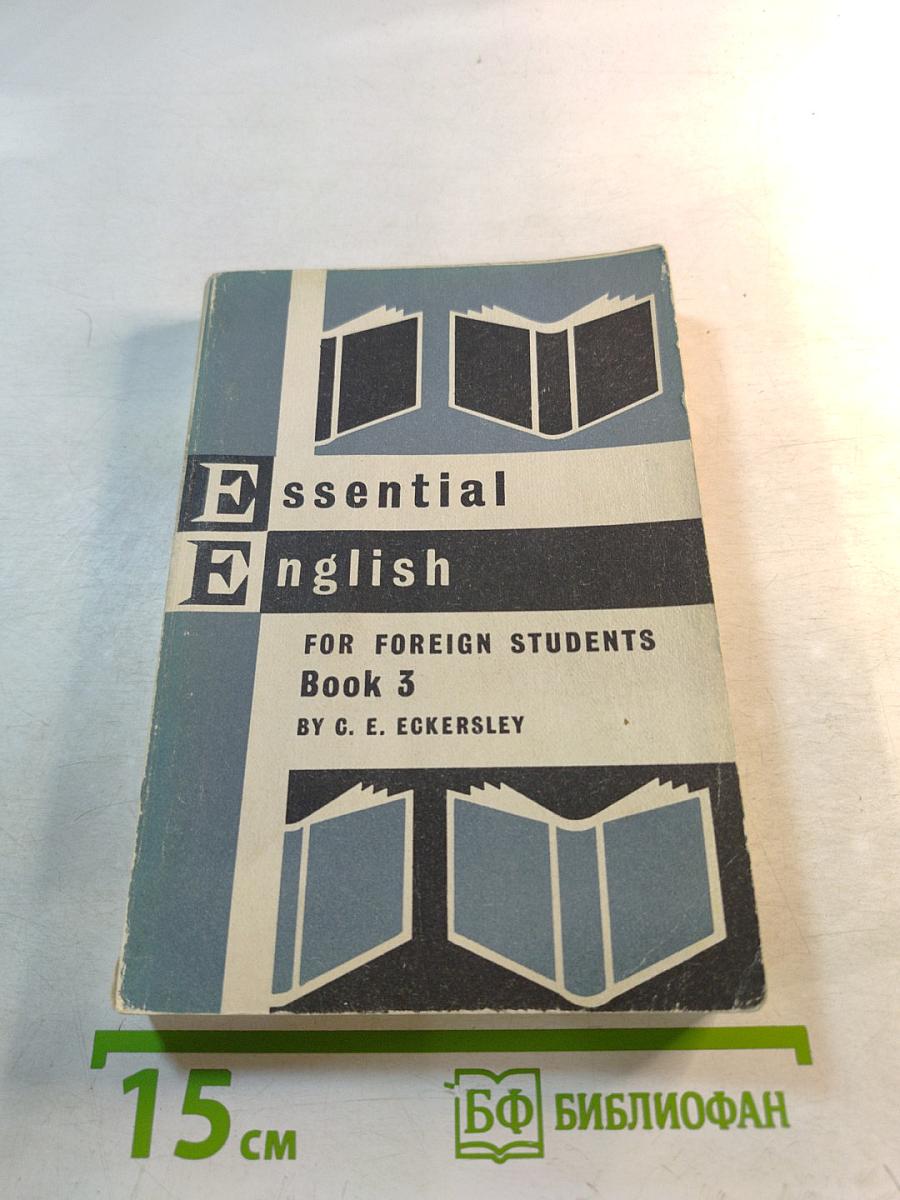 Essential
English
FOR FOREIGN STUDENTS
Book 3
BY C. E. ECKERSLEY
15 см
БФ БИБЛИОФАН